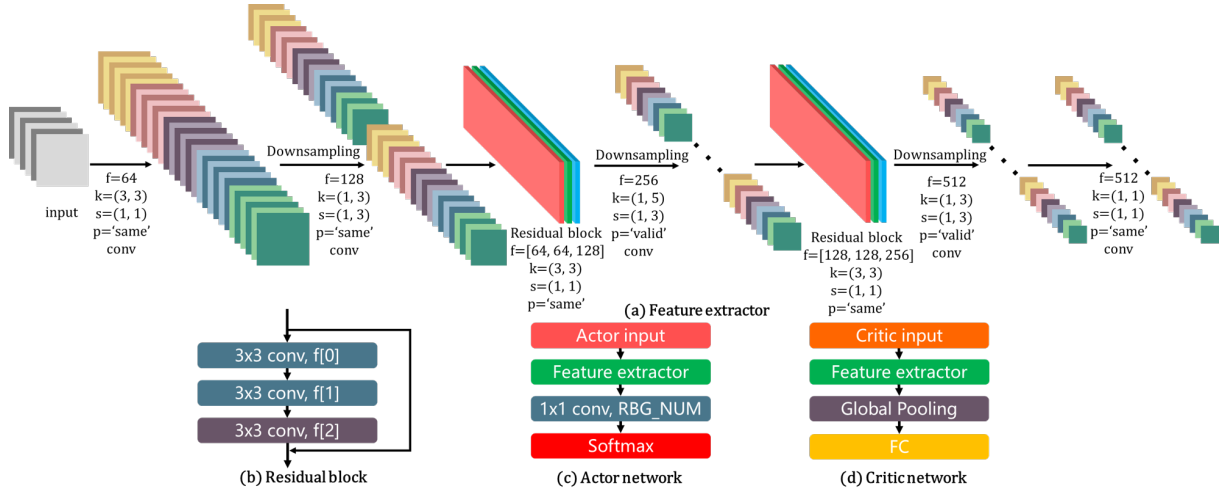 input
f=64
k=(3, 3)
s=(1, 1)
p=‘same’
conv
Downsampling
f=128
k=(1, 3)
s=(1, 3)
p=‘same’
conv
Residual block
f=[64, 64, 128]
k=(3, 3)
s=(1, 1)
p=‘same’
Downsampling
f=256
k=(1, 5)
s=(1, 3)
p=‘valid’
conv
Residual block
f=[128, 128, 256]
k=(3, 3)
s=(1, 1)
p=‘same’
Downsampling
f=512
k=(1, 3)
s=(1, 3)
p=‘valid’
conv
f=512
k=(1, 1)
s=(1, 1)
p=‘same’
conv
(a) Feature extractor
3x3 conv, f[0]
3x3 conv, f[1]
3x3 conv, f[2]
(b) Residual block
Actor input
Feature extractor
1x1 conv, RBG_NUM
Softmax
(c) Actor network
Critic input
Feature extractor
Global Pooling
FC
(d) Critic network